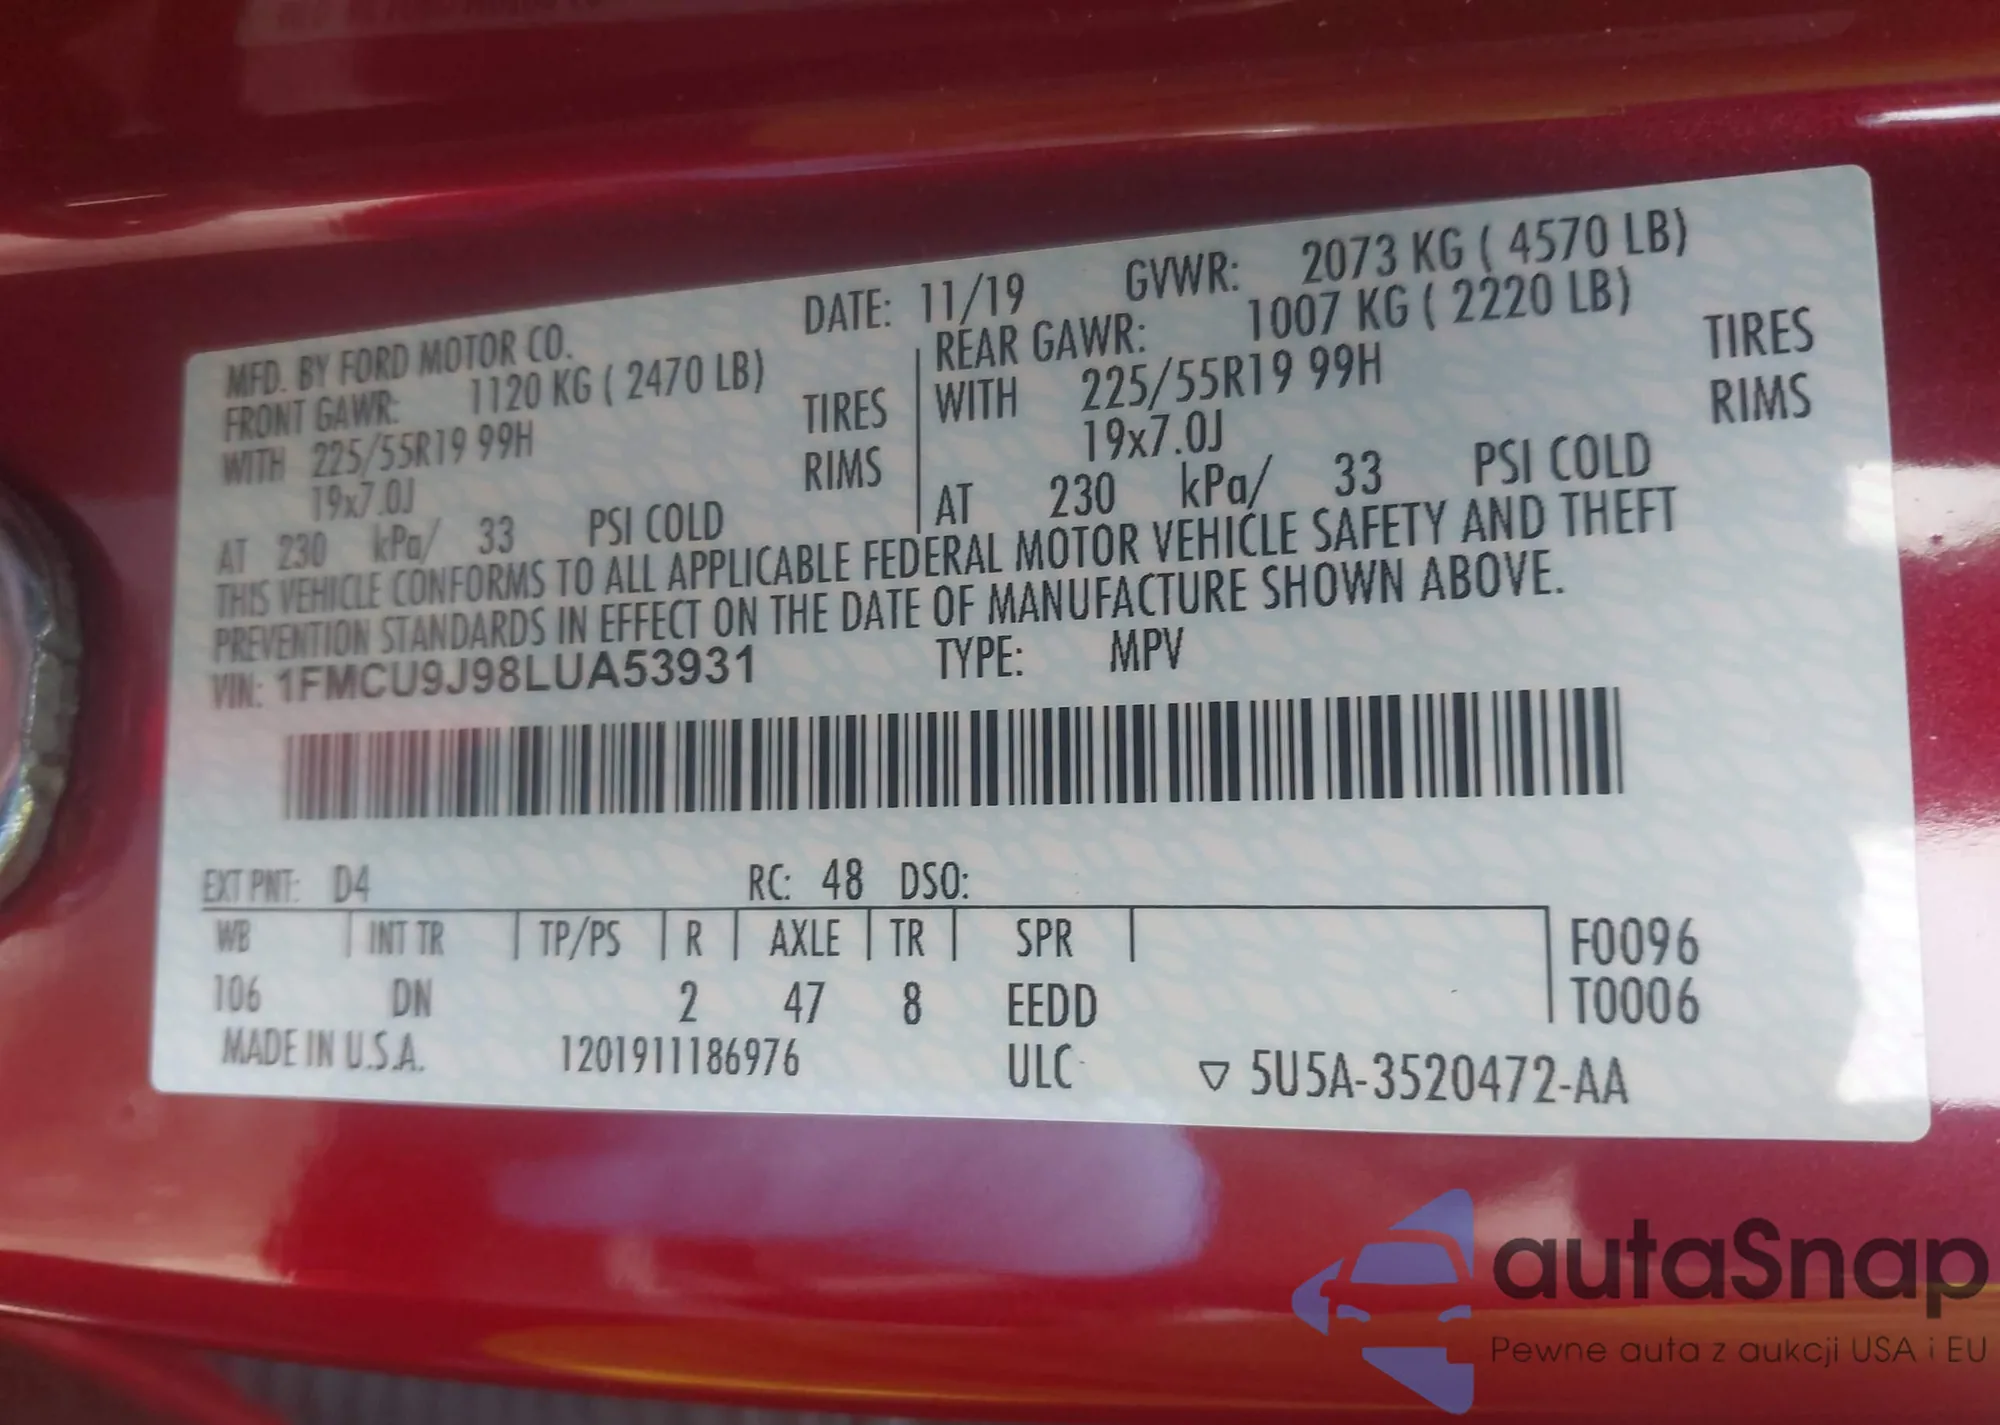 MFD. BY FORD MOTOR CO.
DATE: 11/19
GVWR: 2073 KG ( 4570 LB)
FRONT GAWR: 1120 KG ( 2470 LB)
REAR GAWR: 1007 KG ( 2220 LB)
WITH 225/55R19 99H TIRES
WITH 225/55R19 99H TIRES
19x7.0J RIMS
19x7.0J RIMS
AT 230 kPa/ 33 PSI COLD
AT 230 kPa/ 33 PSI COLD
THIS VEHICLE CONFORMS TO ALL APPLICABLE FEDERAL MOTOR VEHICLE SAFETY AND THEFT
PREVENTION STANDARDS IN EFFECT ON THE DATE OF MANUFACTURE SHOWN ABOVE.
VIN: 1FMCU9J98LUA53931 TYPE: MPV
EXT PNT: D4 RC: 48 DSO:
WB INT TR TP/PS R AXLE TR SPR F0096
106 DN 2 47 8 EEDD T0006
MADE IN U.S.A. 1201911186976 ULC ▽ 5U5A-3520472-AA
autaSnap
Pewne auta z aukcji USA i EU